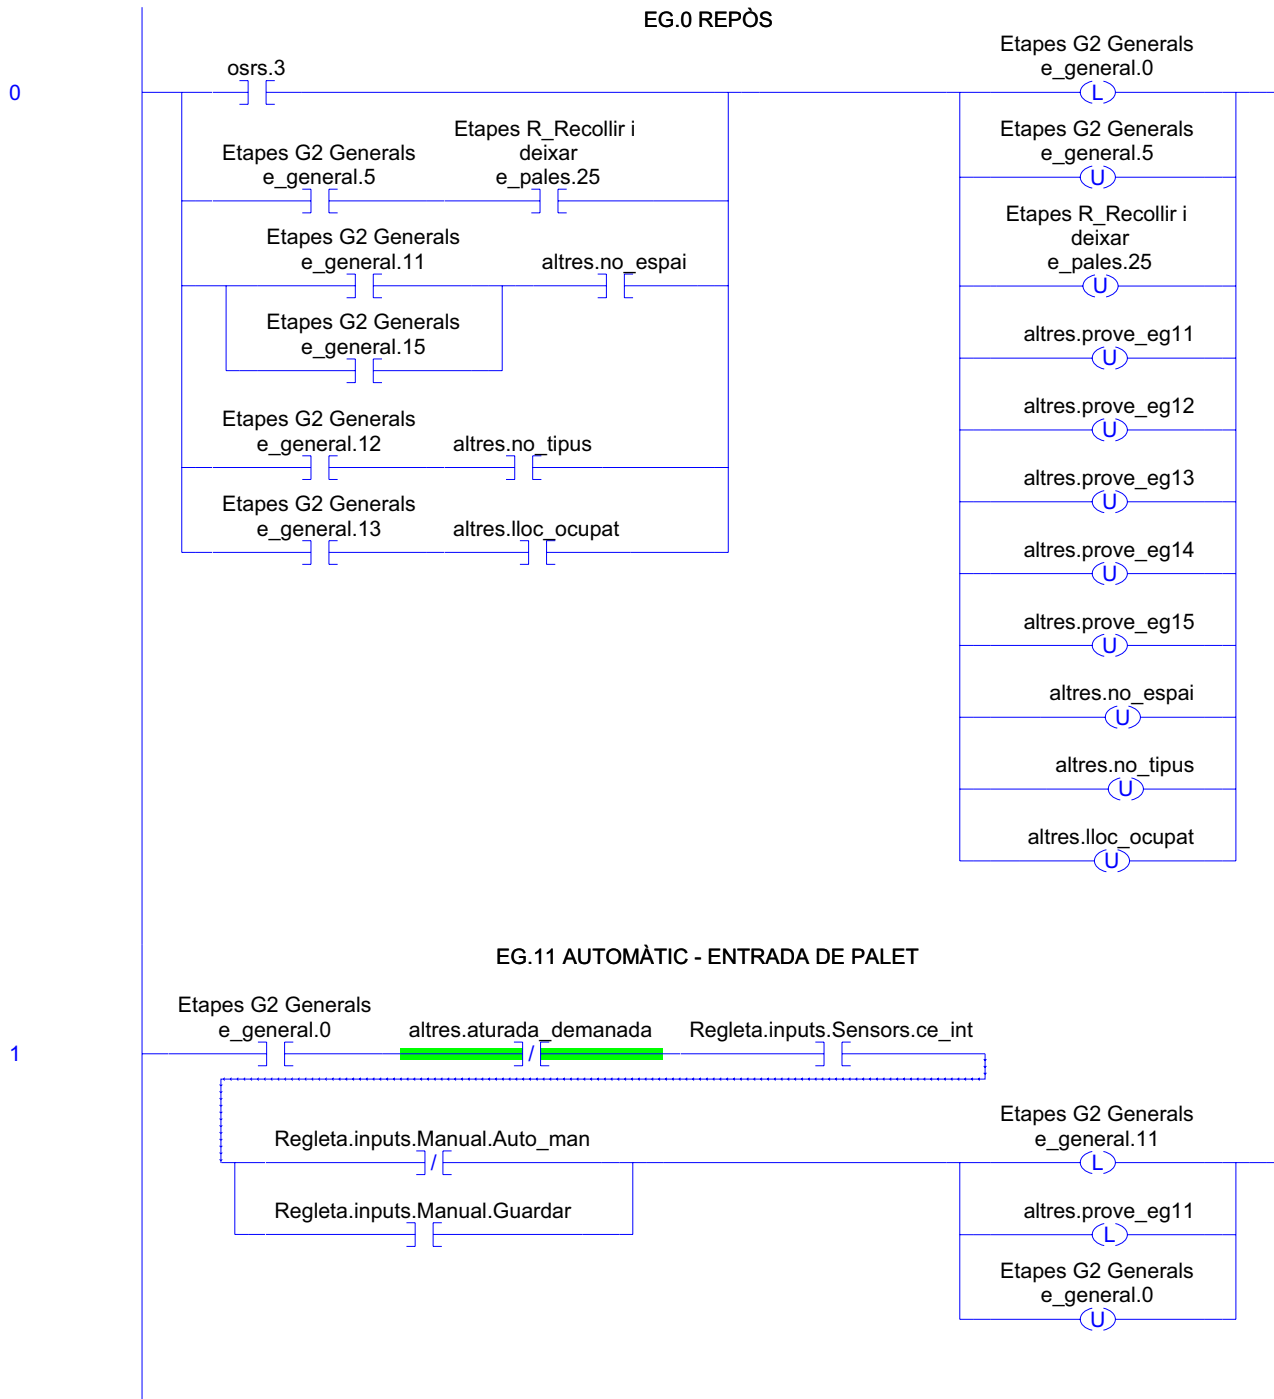 EG.0 REPÒS
Etapes G2 Generals
e_general.0
osrs.3
0
L
Etapes R_Recollir i
deixar
e_pales.25
Etapes G2 Generals
e_general.5
Etapes G2 Generals
e_general.5
U
Etapes R_Recollir i
deixar
e_pales.25
U
Etapes G2 Generals
e_general.11
altres.no_espai
Etapes G2 Generals
e_general.15
altres.prove_eg11
U
altres.prove_eg12
U
Etapes G2 Generals
e_general.12
altres.no_tipus
altres.prove_eg13
U
Etapes G2 Generals
e_general.13
altres.lloc_ocupat
altres.prove_eg14
U
altres.prove_eg15
U
altres.no_espai
U
altres.no_tipus
U
altres.lloc_ocupat
U
EG.11 AUTOMÀTIC - ENTRADA DE PALET
Etapes G2 Generals
e_general.0
altres.aturada_demanada
Regleta.inputs.Sensors.ce_int
1
/
Regleta.inputs.Manual.Auto_man
/
Etapes G2 Generals
e_general.11
L
Regleta.inputs.Manual.Guardar
altres.prove_eg11
L
Etapes G2 Generals
e_general.0
U